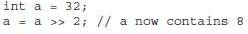 int a = 32;
a = a >> 2; // a now contains 8